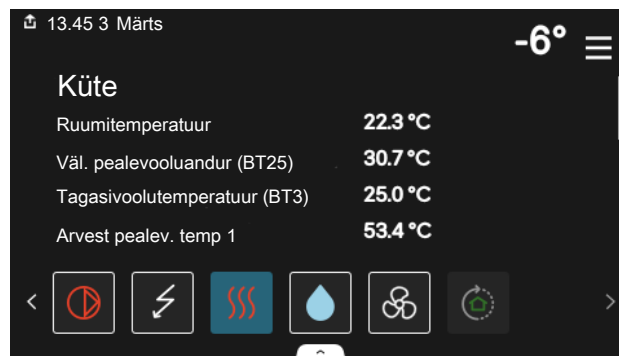 13.45 3 Märts
-6°
Küte
Ruumitemperatuur 22.3 °C
Väl. pealevooluandur (BT25) 30.7 °C
Tagasivoolutemperatuur (BT3) 25.0 °C
Arvest pealev. temp 1 53.4 °C